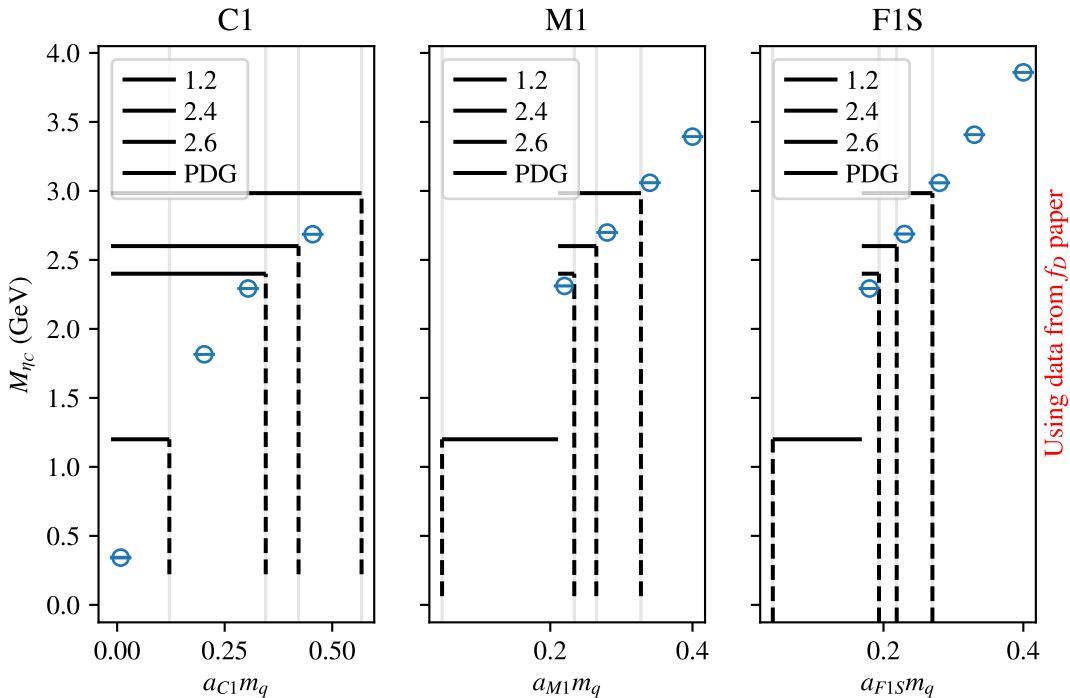 C1 M1 F1S
4.0
3.5
3.0
2.5
2.0
1.5
1.0
0.5
0.0
M_{η_c} (GeV)
1.2
2.4
2.6
PDG
1.2
2.4
2.6
PDG
1.2
2.4
2.6
PDG
0.00 0.25 0.50
0.2 0.4
0.2 0.4
a_{C1}m_q
a_{M1}m_q
a_{F1S}m_q
Using data from f_D paper